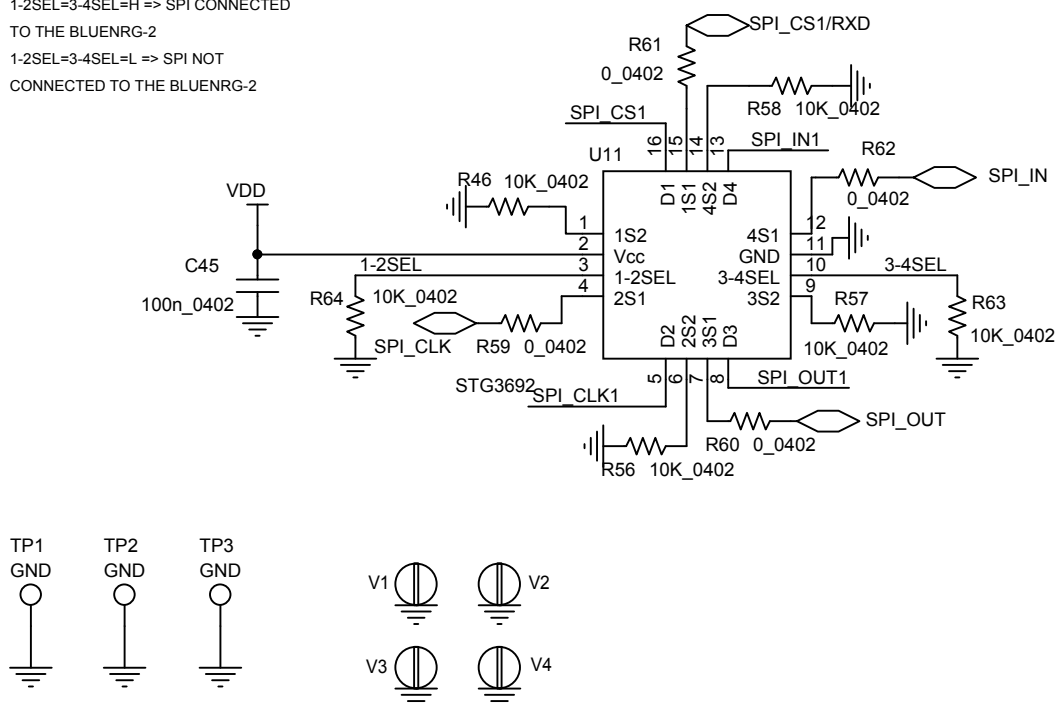 1-2SEL=3-4SEL=H => SPI CONNECTED
TO THE BLUENRG-2
1-2SEL=3-4SEL=L => SPI NOT
CONNECTED TO THE BLUENRG-2
SPI_CS1/RXD
R61
0_0402
R58 10K_0402
SPI_CS1
16
15
14
13
SPI_IN1
U11
D1
1S1
4S2
D4
R62
0_0402
SPI_IN
R46 10K_0402
VDD
1
2
3
4
1S2
Vcc
1-2SEL
2S1
4S1
GND
3-4SEL
3S2
12
11
10
9
1-2SEL
3-4SEL
C45
100n_0402
R64 10K_0402
SPI_CLK
R59 0_0402
R57
10K_0402
R63
10K_0402
D2
2S2
3S1
D3
STG3692
5
6
7
8
SPI_CLK1
SPI_OUT1
R60 0_0402
SPI_OUT
R56 10K_0402
TP1
GND
TP2
GND
TP3
GND
V1
V2
V3
V4